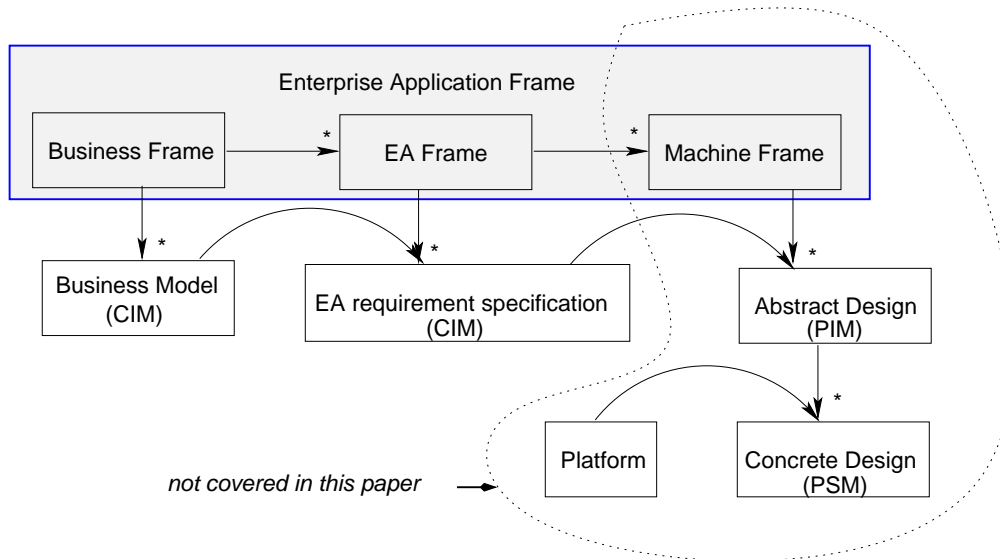 Enterprise Application Frame
Business Frame
*
EA Frame
*
Machine Frame
*
*
*
Business Model
(CIM)
EA requirement specification
(CIM)
Abstract Design
(PIM)
*
Platform
Concrete Design
(PSM)
not covered in this paper